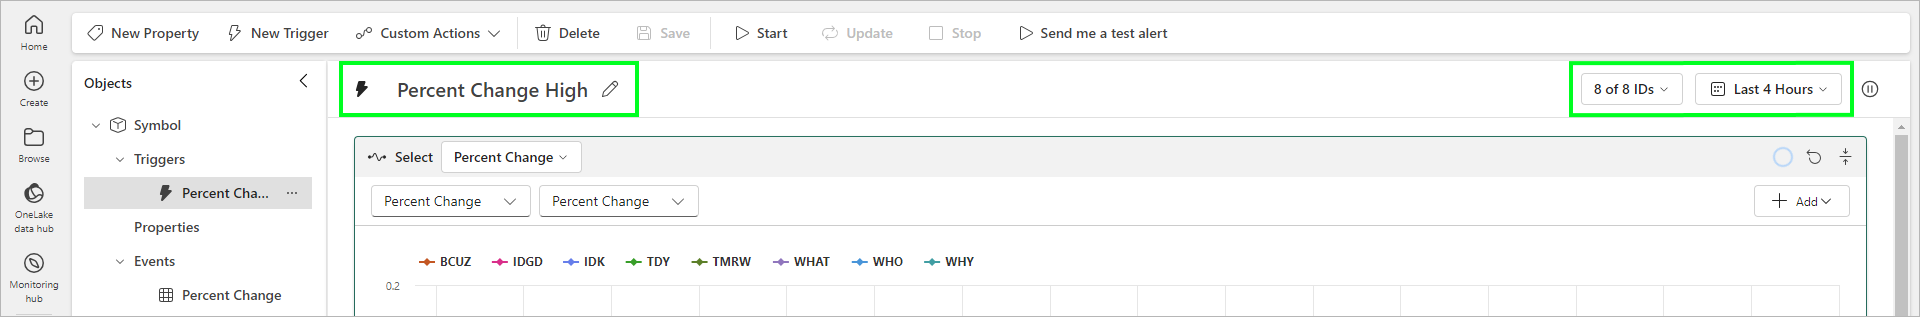 New Property
New Trigger
Custom Actions
Delete
Save
Start
Update
Stop
Send me a test alert
Home
Create
Browse
OneLake
data hub
Monitoring
hub
Objects
Symbol
Triggers
Percent Cha...
Properties
Events
Percent Change
Percent Change High
8 of 8 IDs
Last 4 Hours
Select
Percent Change
Percent Change
Percent Change
Add
BCUZ
IDGD
IDK
TDY
TMRW
WHAT
WHO
WHY
0.2